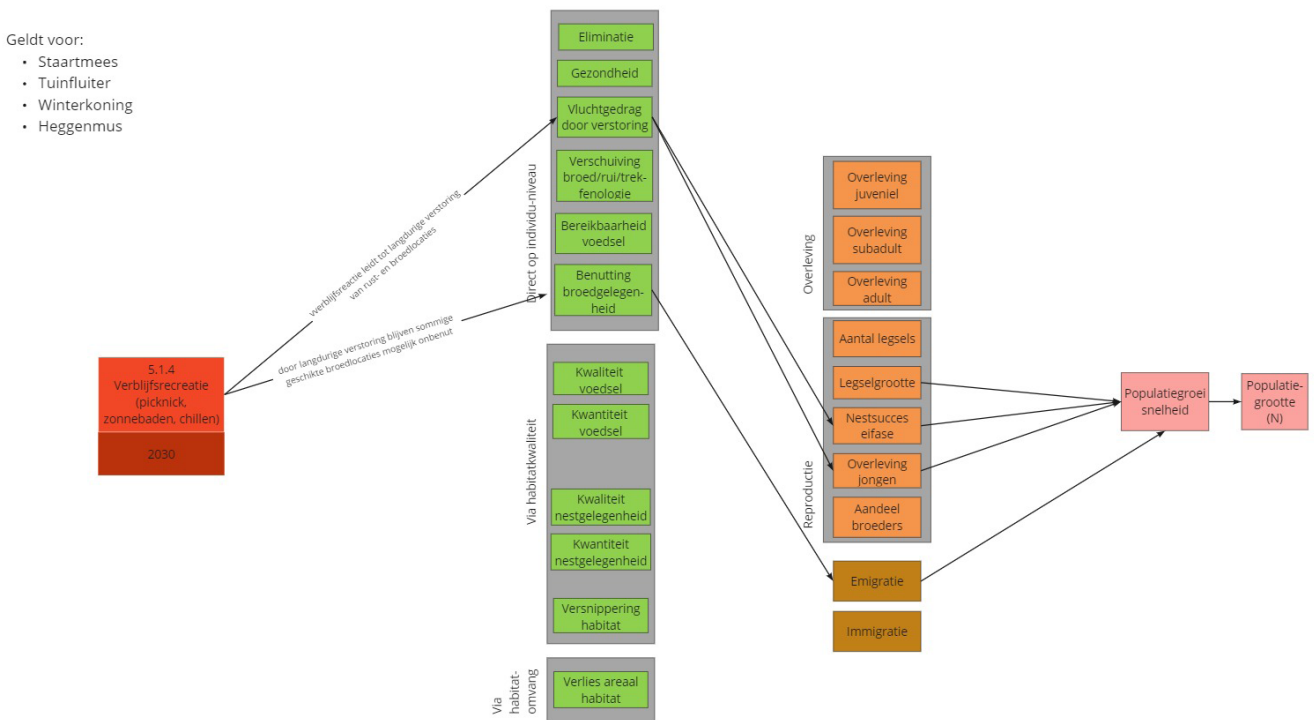 Geldt voor:
• Staartmees
• Tuinfluiter
• Winterkoning
• Heggenmus
5.1.4
Verblijfsrecreatie
(picknick,
zonnebaden, chillen)
2030
vverblijfsreactie leidt tot langdurige verstoring
van rust- en broedlocaties
door langdurige verstoring blijven sommige
geschikte broedlocaties mogelijk onbenut
Direct op individu-niveau
Eliminatie
Gezondheid
Vluchtgedrag
door verstoring
Verschuiving
broed/rui/trek-
fenologie
Bereikbaarheid
voedsel
Benutting
broedgelegen-
heid
Via habitatkwaliteit
Kwaliteit
voedsel
Kwantiteit
voedsel
Kwaliteit
nestgelegenheid
Kwantiteit
nestgelegenheid
Versnippering
habitat
Via
habitat-
omvang
Verlies areaal
habitat
Overleving
Overleving
juveniel
Overleving
subadult
Overleving
adult
Reproductie
Aantal legsels
Legselgrootte
Nestsucces
eifase
Overleving
jongen
Aandeel
broeders
Emigratie
Immigratie
Populatiegroei
snelheid
Populatie-
grootte
(N)